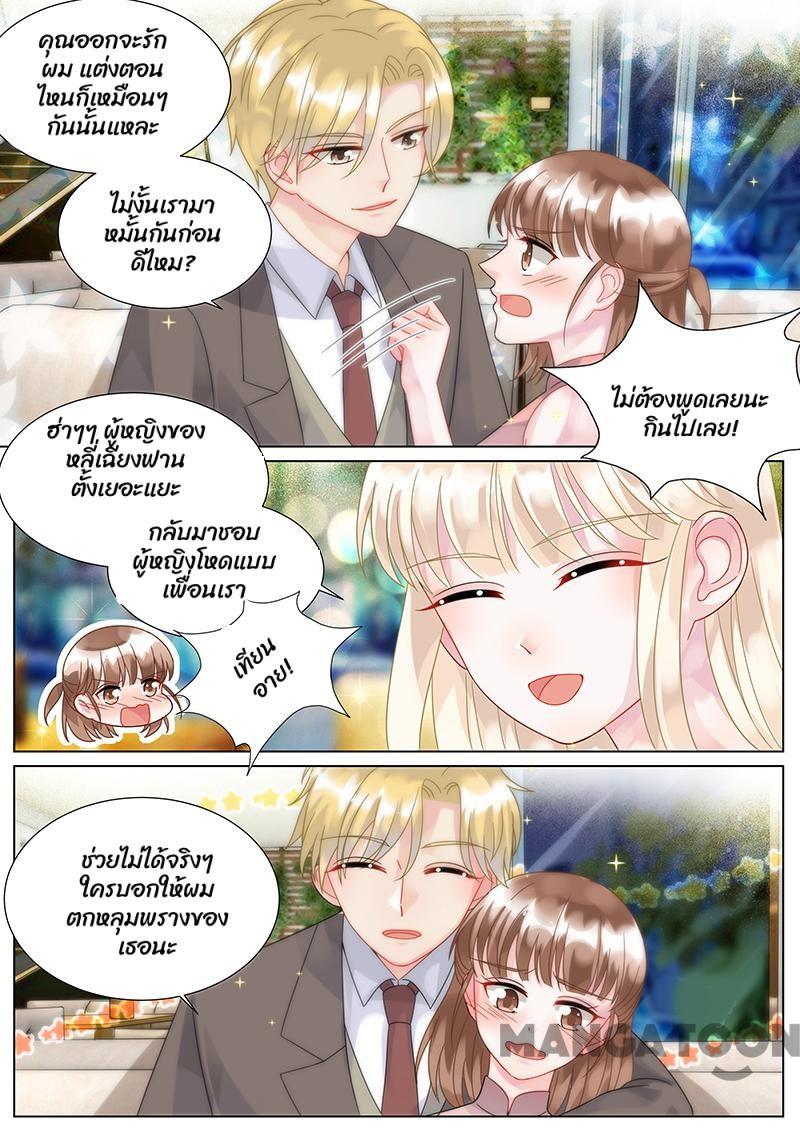 คุณออกจะรัก
ผม แต่งตอน
ไหนก็เหมือนๆ
กันนั้นแหละ
ไม่งั้นเรามา
หมั้นกันก่อน
ดีไหม?
ไม่ต้องพูดเลยนะ
กินไปเลย!
ฮ่าๆๆ ผู้หญิงของ
หลี่เฉียงฟาน
ตั้งเยอะแยะ
กลับมาชอบ
ผู้หญิงโหดแบบ
เพื่อนเรา
เทียน
อาย!
ช่วยไม่ได้จริงๆ
ใครบอกให้ผม
ตกหลุมพรางของ
เธอนะ
MANGATOON